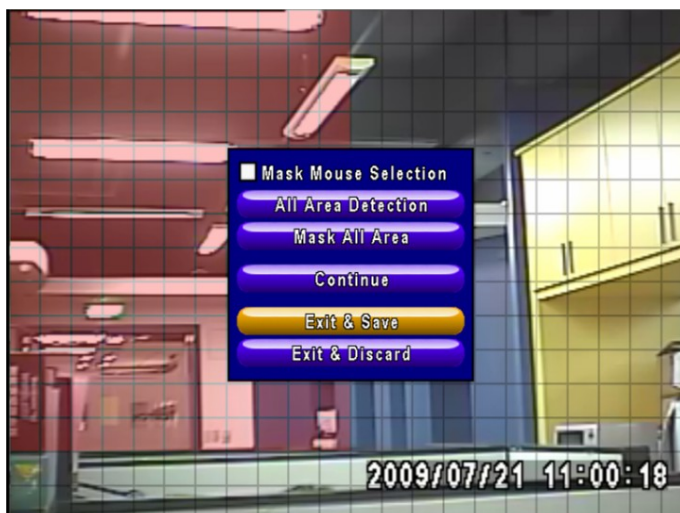 Mask Mouse Selection
All Area Detection
Mask All Area
Continue
Exit & Save
Exit & Discard
2009/07/21 11:00:18